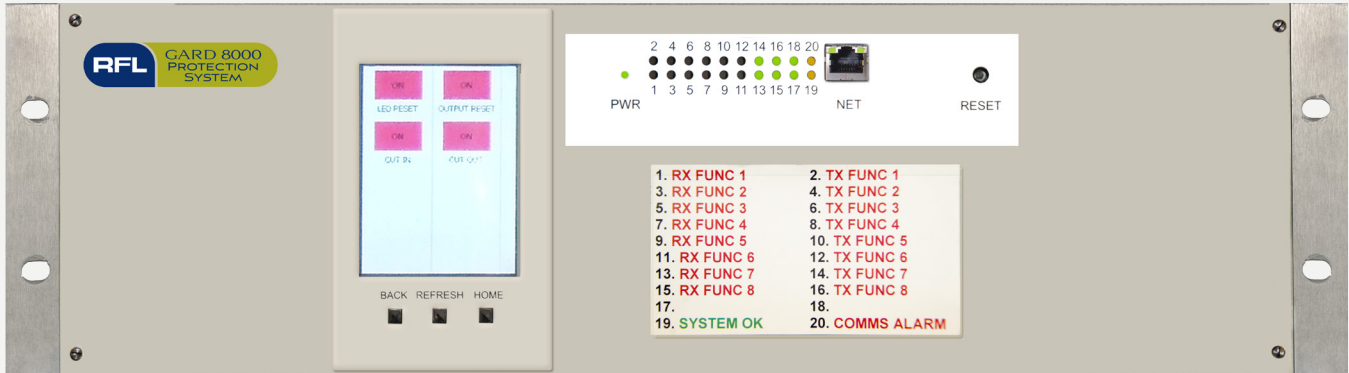 RFL
GARD 8000
PROTECTION
SYSTEM
ON ON
LED RESET OUTPUT RESET
ON ON
CUT IN CUT OUT
BACK REFRESH HOME
2 4 6 8 10 12 14 16 18 20
1 3 5 7 9 11 13 15 17 19
PWR NET RESET
1. RX FUNC 1 2. TX FUNC 1
3. RX FUNC 2 4. TX FUNC 2
5. RX FUNC 3 6. TX FUNC 3
7. RX FUNC 4 8. TX FUNC 4
9. RX FUNC 5 10. TX FUNC 5
11. RX FUNC 6 12. TX FUNC 6
13. RX FUNC 7 14. TX FUNC 7
15. RX FUNC 8 16. TX FUNC 8
17. 18.
19. SYSTEM OK 20. COMMS ALARM